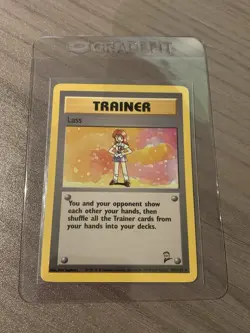 TRAINER
Lass
You and your opponent show
each other your hands, then
shuffle all the Trainer cards from
your hands into your decks.